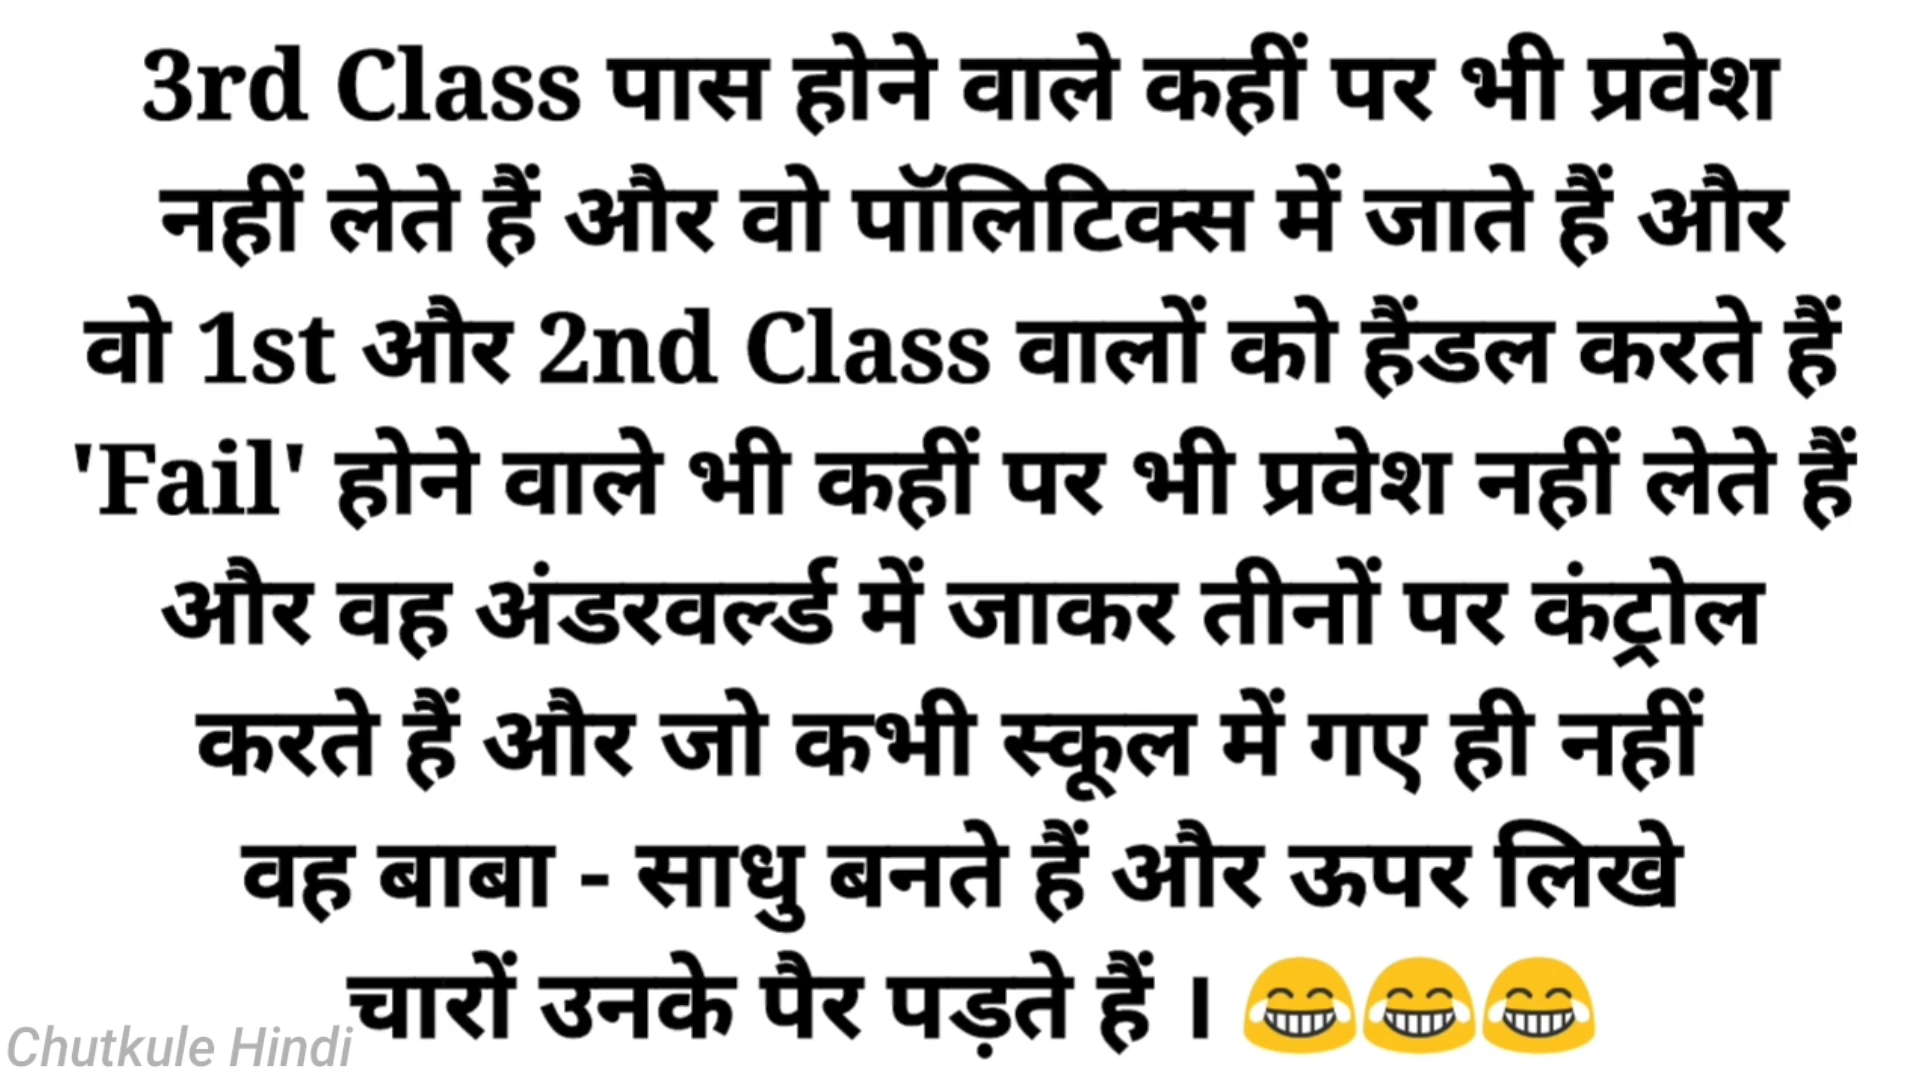 3rd Class पास होने वाले कहीं पर भी प्रवेश
नहीं लेते हैं और वो पॉलिटिक्स में जाते हैं और
वो 1st और 2nd Class वालों को हैंडल करते हैं
'Fail' होने वाले भी कहीं पर भी प्रवेश नहीं लेते हैं
और वह अंडरवर्ल्ड में जाकर तीनों पर कंट्रोल
करते हैं और जो कभी स्कूल में गए ही नहीं
वह बाबा - साधु बनते हैं और ऊपर लिखे
चारों उनके पैर पड़ते हैं । 😂😂😂
Chutkule Hindi